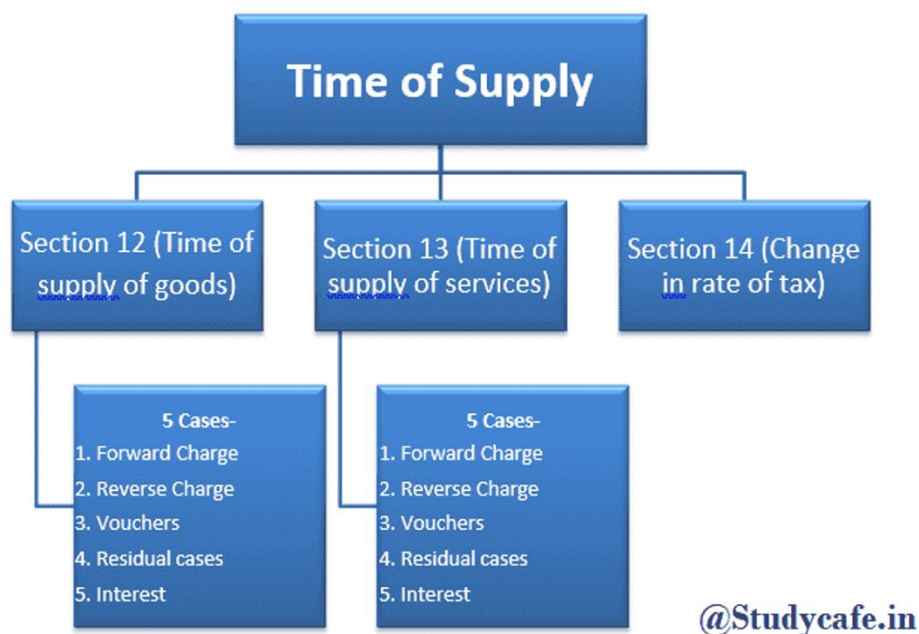 Time of Supply
Section 12 (Time of
supply of goods)
Section 13 (Time of
supply of services)
Section 14 (Change
in rate of tax)
5 Cases-
1. Forward Charge
2. Reverse Charge
3. Vouchers
4. Residual cases
5. Interest
5 Cases-
1. Forward Charge
2. Reverse Charge
3. Vouchers
4. Residual cases
5. Interest
@Studycafe.in